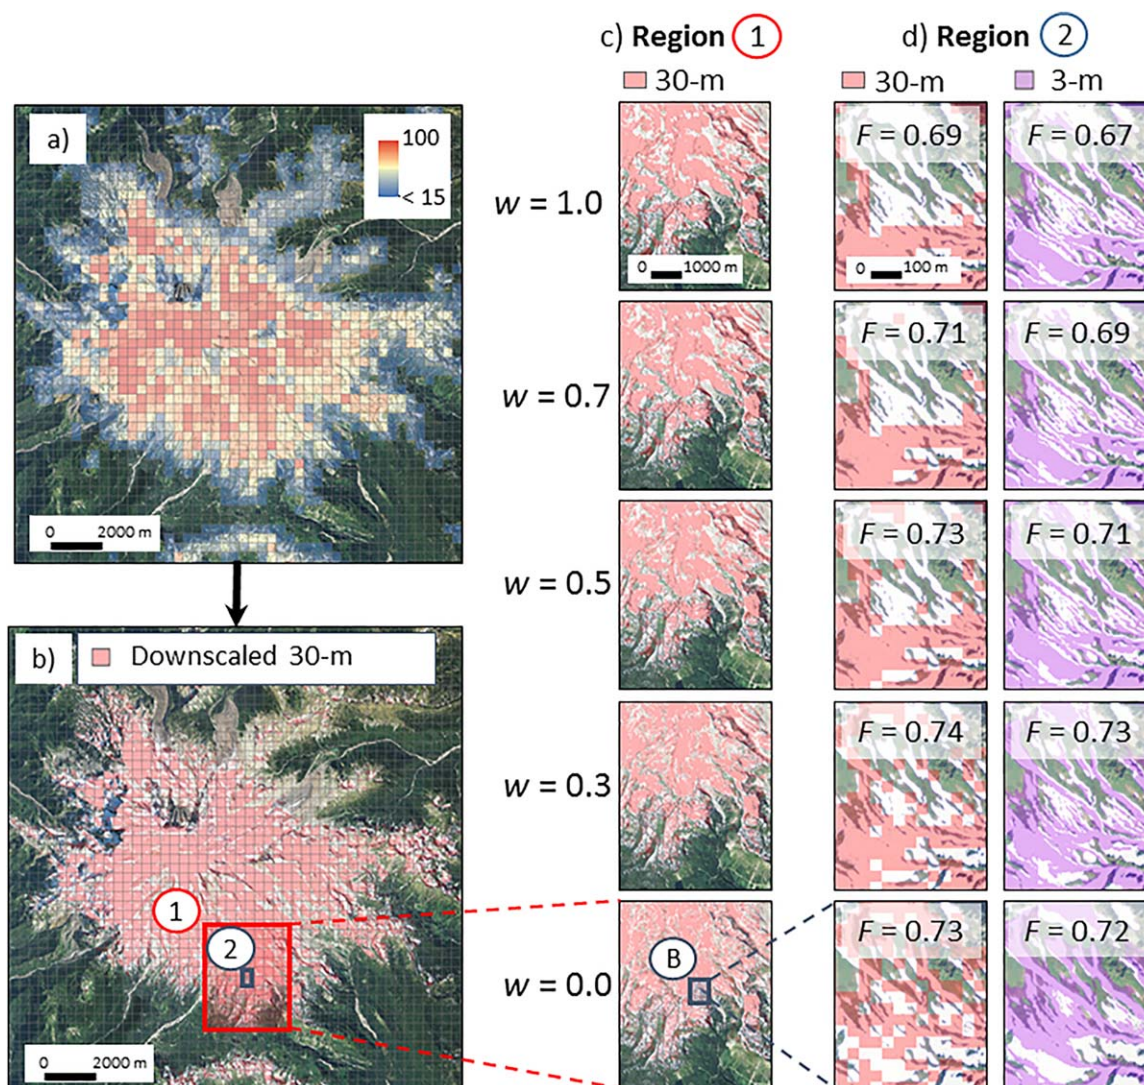 c) Region 1
d) Region 2
30-m
30-m
3-m
a)
100
< 15
0 2000 m
b)
Downscaled 30-m
1
2
0 2000 m
w = 1.0
0 1000 m
F = 0.69
0 100 m
F = 0.67
w = 0.7
F = 0.71
F = 0.69
w = 0.5
F = 0.73
F = 0.71
w = 0.3
F = 0.74
F = 0.73
w = 0.0
B
F = 0.73
F = 0.72